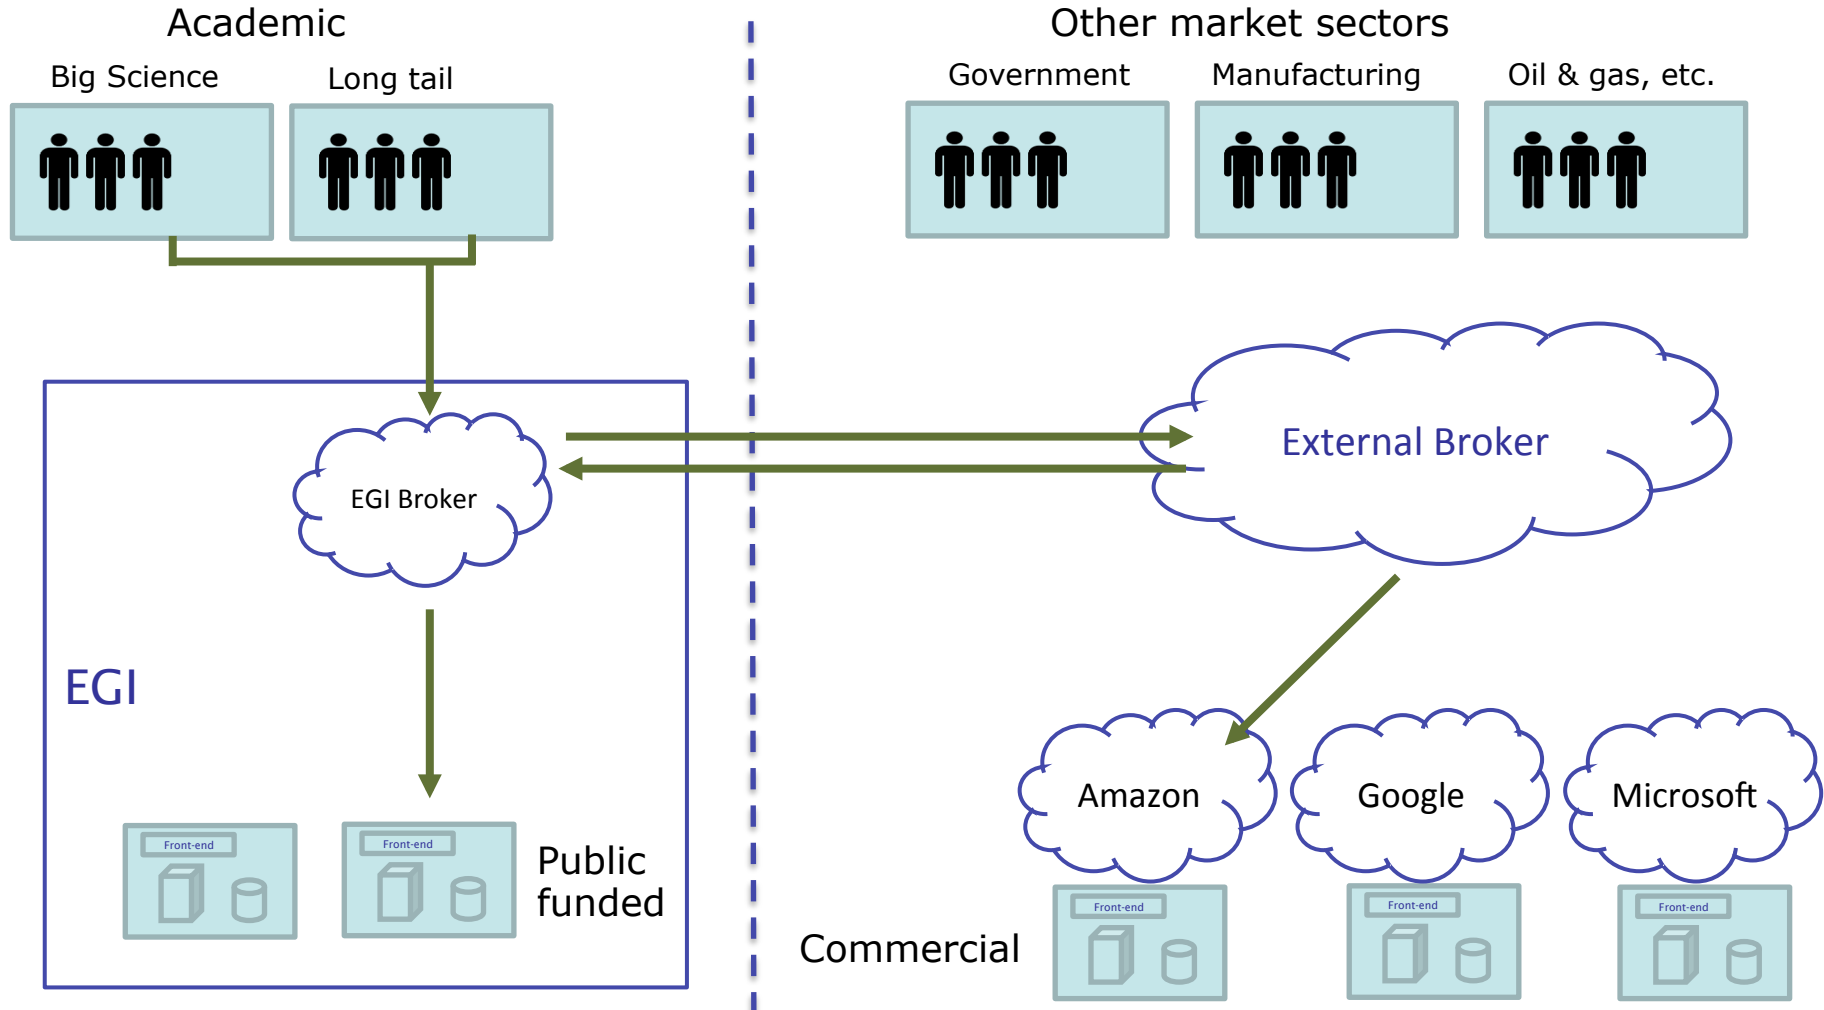 Academic
Other market sectors
Big Science
Long tail
Government
Manufacturing
Oil & gas, etc.
External Broker
EGI Broker
EGI
Amazon
Google
Microsoft
Front-end
Front-end
Public
funded
Front-end
Front-end
Front-end
Commercial